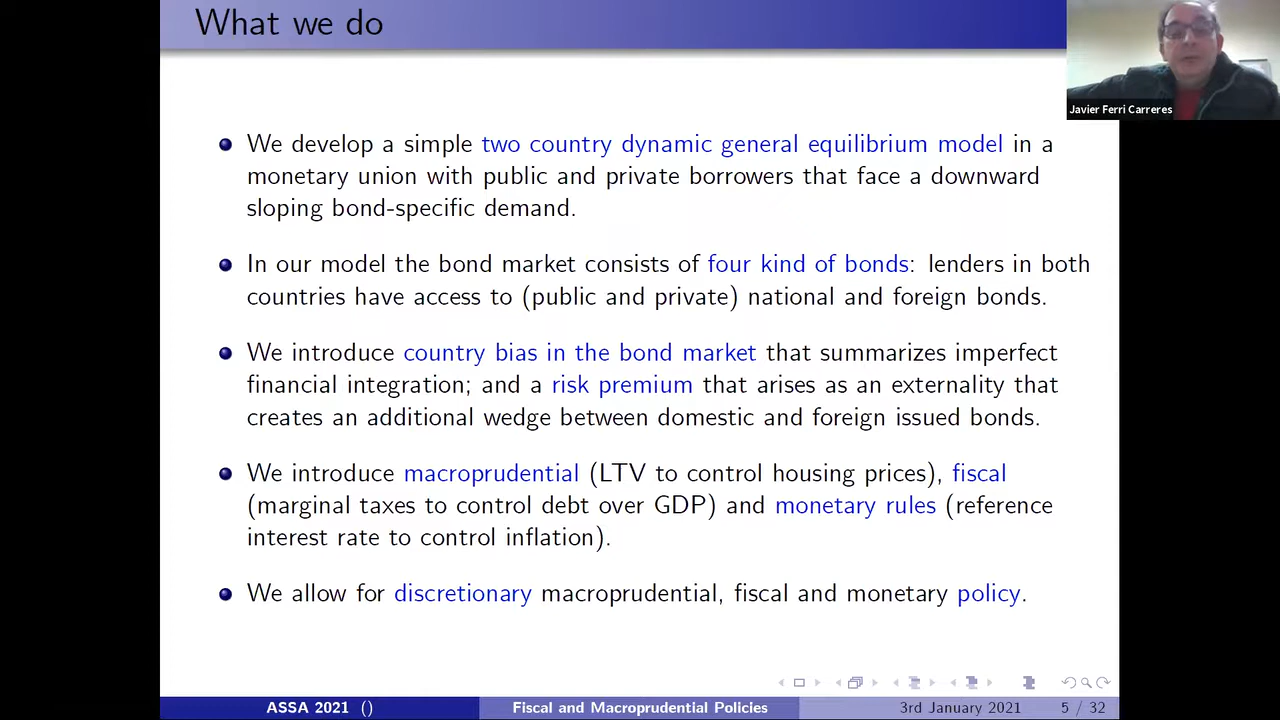 What we do
Javier Ferri Carreres
We develop a simple two country dynamic general equilibrium model in a
monetary union with public and private borrowers that face a downward
sloping bond-specific demand.
In our model the bond market consists of four kind of bonds: lenders in both
countries have access to (public and private) national and foreign bonds.
We introduce country bias in the bond market that summarizes imperfect
financial integration; and a risk premium that arises as an externality that
creates an additional wedge between domestic and foreign issued bonds.
We introduce macroprudential (LTV to control housing prices), fiscal
(marginal taxes to control debt over GDP) and monetary rules (reference
interest rate to control inflation).
We allow for discretionary macroprudential, fiscal and monetary policy.
ASSA 2021 () Fiscal and Macroprudential Policies 3rd January 2021 5 / 32